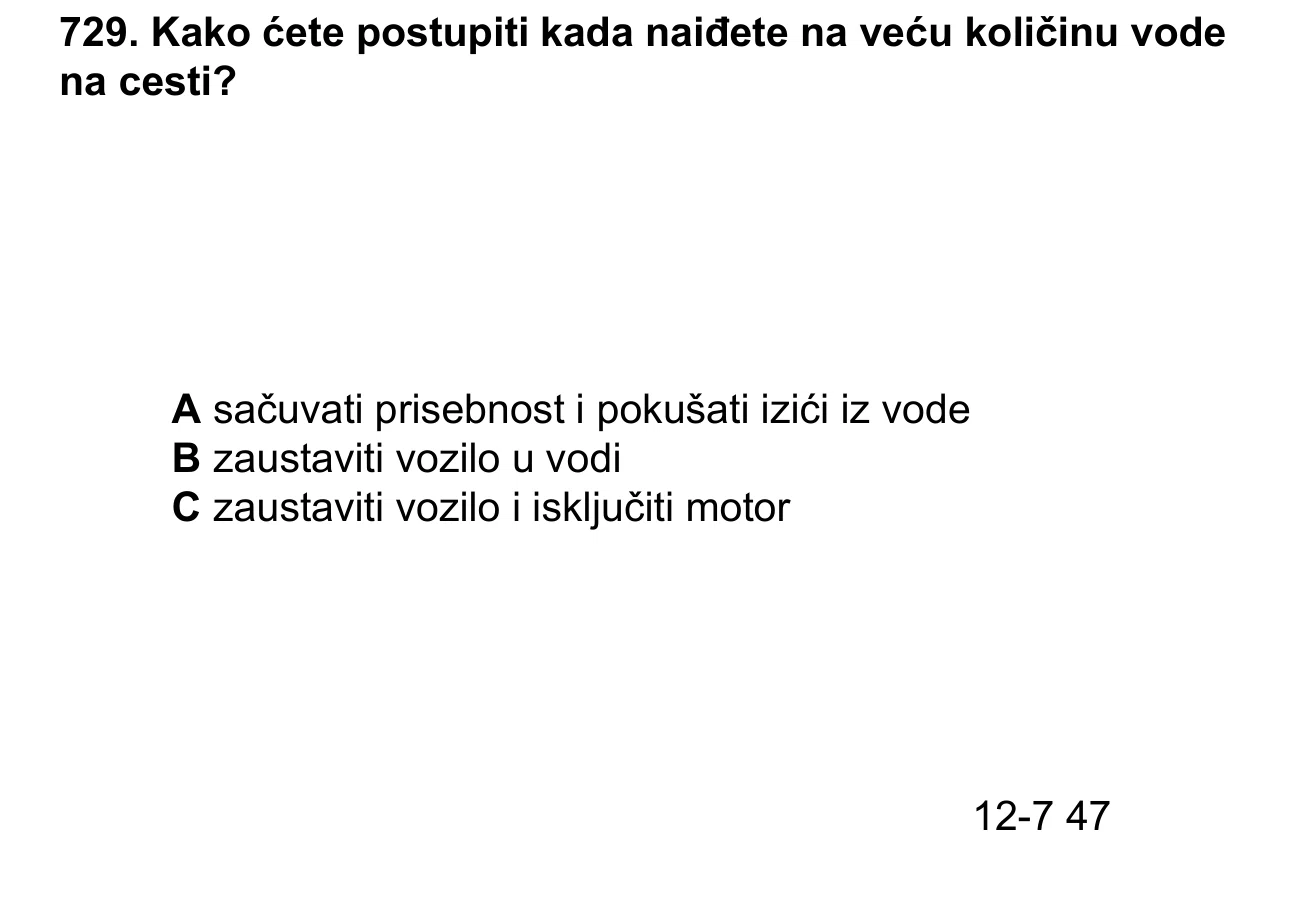 729. Kako ćete postupiti kada naiđete na veću količinu vode
na cesti?
A sačuvati prisebnost i pokušati izići iz vode
B zaustaviti vozilo u vodi
C zaustaviti vozilo i isključiti motor
12-7 47